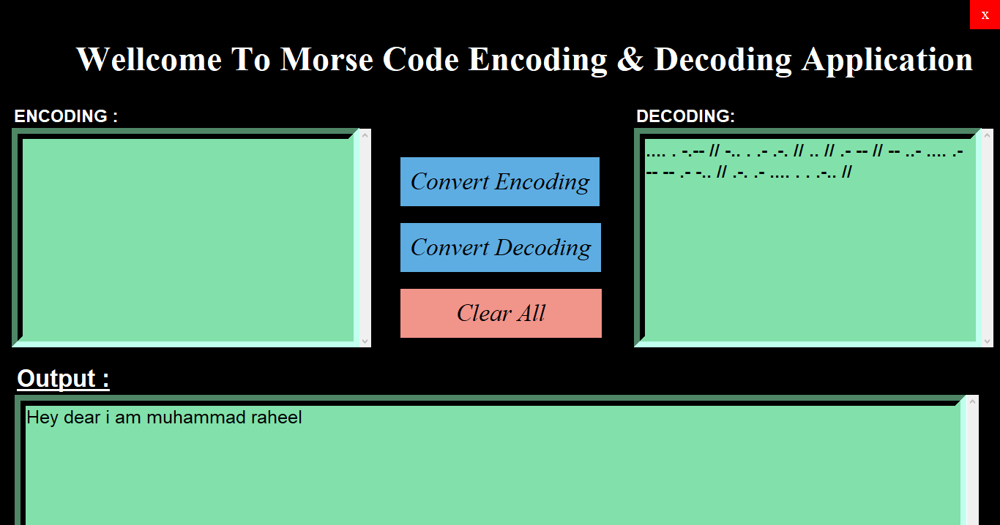 x
Wellcome To Morse Code Encoding & Decoding Application
ENCODING :
DECODING:
.... . -.-- // -.. . .- .-. // .. // .- -- // -- ..- .... .-
-- -- .- -.. // .-. .- .... . . .-.. //
Convert Encoding
Convert Decoding
Clear All
Output :
Hey dear i am muhammad raheel